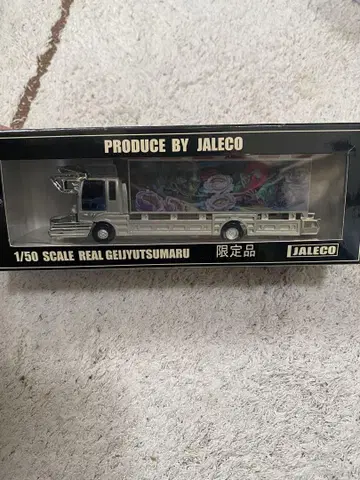 PRODUCE BY JALECO
1/50 SCALE REAL GEIJYUTSUMARU 限定品 JALECO